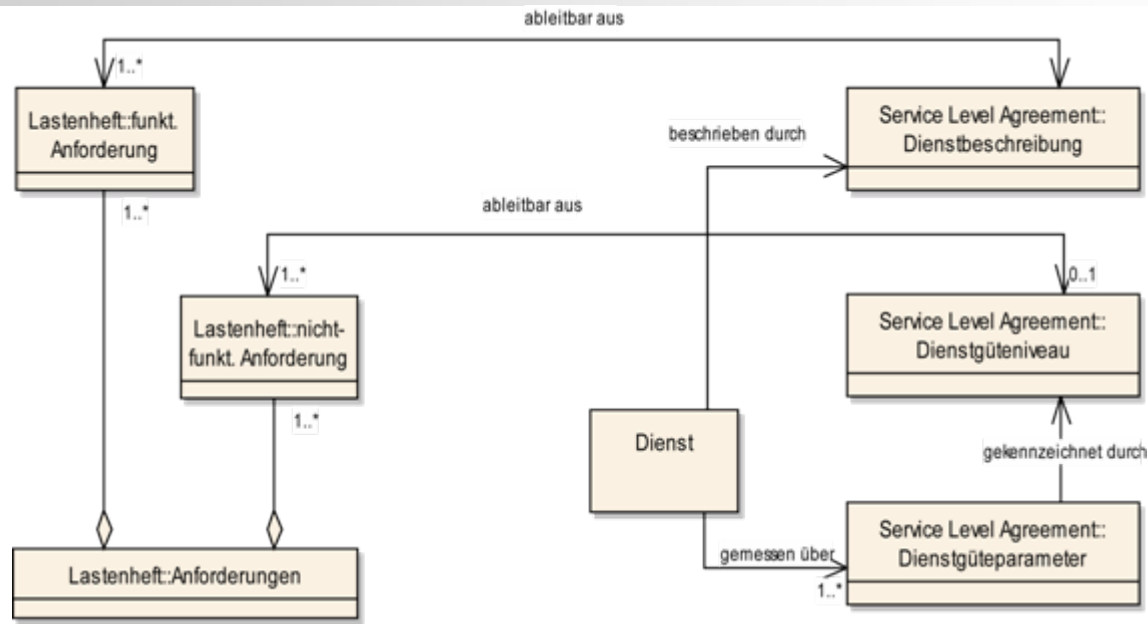 ableitbar aus
1..*
Lastenheft::funkt.
Anforderung
Service Level Agreement::
Dienstbeschreibung
beschrieben durch
1..*
ableitbar aus
1..*
0..1
Lastenheft::nicht-
funkt. Anforderung
Service Level Agreement::
Dienstgüteniveau
1..*
Dienst
gekennzeichnet durch
Service Level Agreement::
Dienstgüteparameter
gemessen über
1..*
Lastenheft::Anforderungen